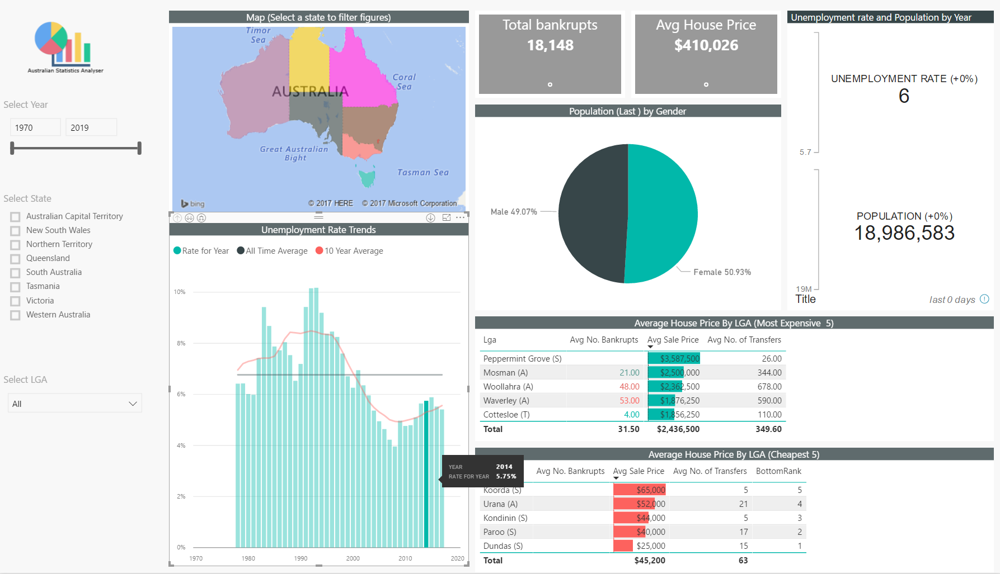 Australian Statistics Analyser
Select Year
1970
2019
Select State
Australian Capital Territory
New South Wales
Northern Territory
Queensland
South Australia
Tasmania
Victoria
Western Australia
Select LGA
All
Map (Select a state to filter figures)
Timor
Sea
Coral
Sea
AUSTRALIA
Great Australian
Bight
Tasman Sea
bing
© 2017 HERE © 2017 Microsoft Corporation
Unemployment Rate Trends
Rate for Year All Time Average 10 Year Average
10%
8%
6%
4%
2%
0%
1970 1980 1990 2000 2010 2020
YEAR 2014
RATE FOR YEAR 5.75%
Total bankrupts
18,148
Avg House Price
$410,026
Population (Last ) by Gender
Male 49.07%
Female 50.93%
Unemployment rate and Population by Year
UNEMPLOYMENT RATE (+0%)
6
5.7
POPULATION (+0%)
18,986,583
19M
Title
last 0 days
Average House Price By LGA (Most Expensive 5)
Lga Avg No. Bankrupts Avg Sale Price Avg No. of Transfers
Peppermint Grove (S) $3,587,500 26.00
Mosman (A) 21.00 $2,500,000 344.00
Woollahra (A) 48.00 $2,362,500 678.00
Waverley (A) 53.00 $1,876,250 590.00
Cottesloe (T) 4.00 $1,856,250 110.00
Total 31.50 $2,436,500 349.60
Average House Price By LGA (Cheapest 5)
Avg No. Bankrupts Avg Sale Price Avg No. of Transfers BottomRank
Koorda (S) $65,000 5 5
Urana (A) $52,000 21 4
Kondinin (S) $44,000 5 3
Paroo (S) $40,000 17 2
Dundas (S) $25,000 15 1
Total $45,200 63